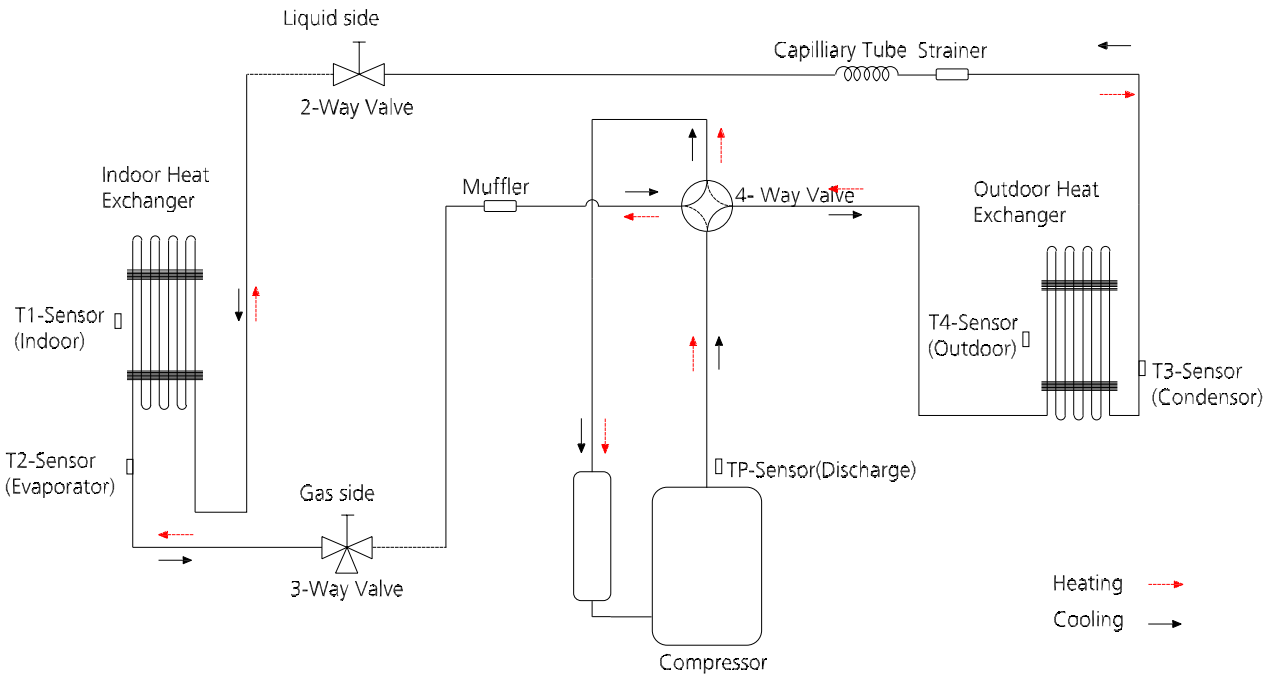 Liquid side
Capilliary Tube Strainer
2-Way Valve
Indoor Heat
Exchanger
Muffler
4- Way Valve
Outdoor Heat
Exchanger
T1-Sensor
(Indoor)
T4-Sensor
(Outdoor)
T3-Sensor
(Condensor)
T2-Sensor
(Evaporator)
TP-Sensor(Discharge)
Gas side
3-Way Valve
Heating
Cooling
Compressor